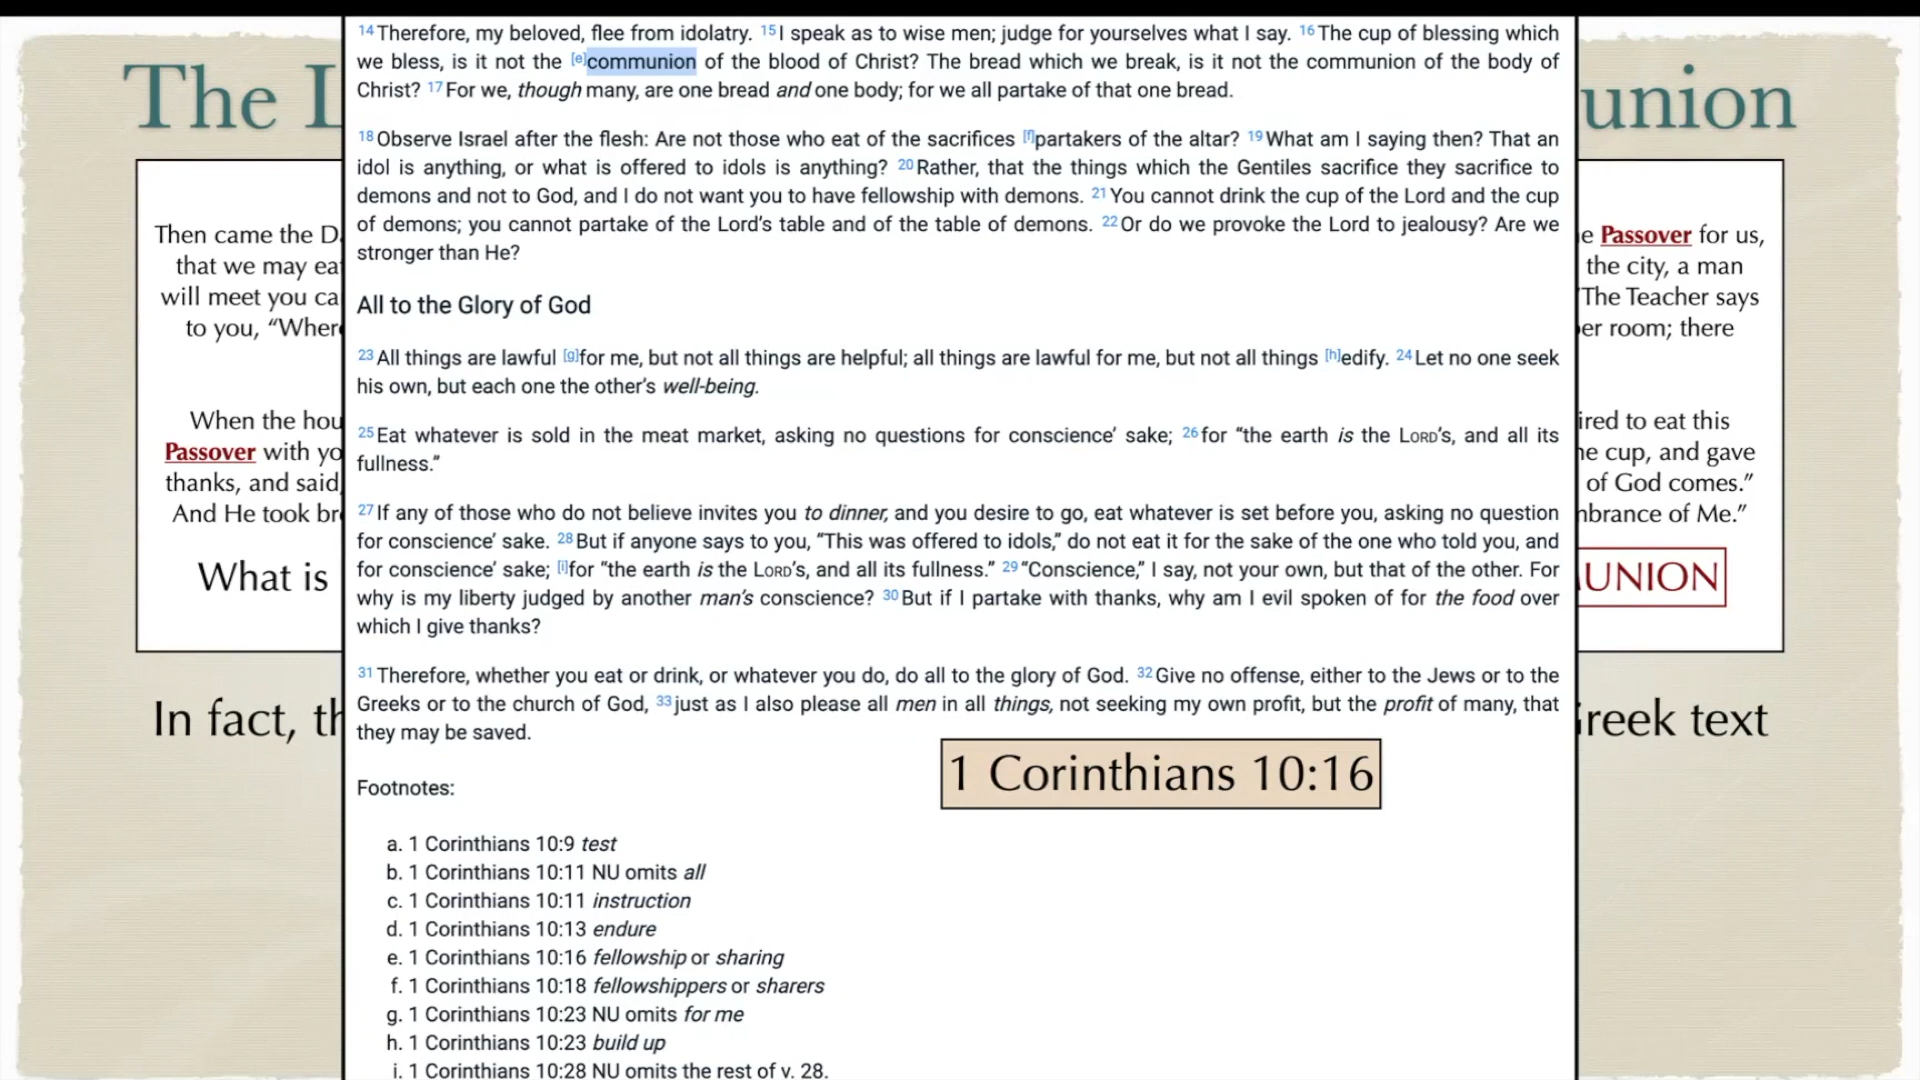 The L
union
14 Therefore, my beloved, flee from idolatry. 15 I speak as to wise men; judge for yourselves what I say. 16 The cup of blessing which
we bless, is it not the [e]communion of the blood of Christ? The bread which we break, is it not the communion of the body of
Christ? 17 For we, though many, are one bread and one body; for we all partake of that one bread.
18 Observe Israel after the flesh: Are not those who eat of the sacrifices [f]partakers of the altar? 19 What am I saying then? That an
idol is anything, or what is offered to idols is anything? 20 Rather, that the things which the Gentiles sacrifice they sacrifice to
demons and not to God, and I do not want you to have fellowship with demons. 21 You cannot drink the cup of the Lord and the cup
of demons; you cannot partake of the Lord's table and of the table of demons. 22 Or do we provoke the Lord to jealousy? Are we
stronger than He?
All to the Glory of God
23 All things are lawful [g]for me, but not all things are helpful; all things are lawful for me, but not all things [h]edify. 24 Let no one seek
his own, but each one the other's well-being.
25 Eat whatever is sold in the meat market, asking no questions for conscience' sake; 26 for “the earth is the LORD's, and all its
fullness.”
27 If any of those who do not believe invites you to dinner, and you desire to go, eat whatever is set before you, asking no question
for conscience' sake. 28 But if anyone says to you, “This was offered to idols,” do not eat it for the sake of the one who told you, and
for conscience' sake; [i]for “the earth is the LORD's, and all its fullness.” 29 “Conscience,” I say, not your own, but that of the other. For
why is my liberty judged by another man's conscience? 30 But if I partake with thanks, why am I evil spoken of for the food over
which I give thanks?
31 Therefore, whether you eat or drink, or whatever you do, do all to the glory of God. 32 Give no offense, either to the Jews or to the
Greeks or to the church of God, 33 just as I also please all men in all things, not seeking my own profit, but the profit of many, that
they may be saved.
1 Corinthians 10:16
Footnotes:
a. 1 Corinthians 10:9 test
b. 1 Corinthians 10:11 NU omits all
c. 1 Corinthians 10:11 instruction
d. 1 Corinthians 10:13 endure
e. 1 Corinthians 10:16 fellowship or sharing
f. 1 Corinthians 10:18 fellowshippers or sharers
g. 1 Corinthians 10:23 NU omits for me
h. 1 Corinthians 10:23 build up
i. 1 Corinthians 10:28 NU omits the rest of v. 28.
Then came the D
that we may ea
will meet you ca
to you, “Wher
When the hou
Passover with yo
thanks, and said,
And He took br
What is
In fact, th
e Passover for us,
the city, a man
“The Teacher says
er room; there
ired to eat this
he cup, and gave
of God comes.”
mbrance of Me.”
UNION
Greek text